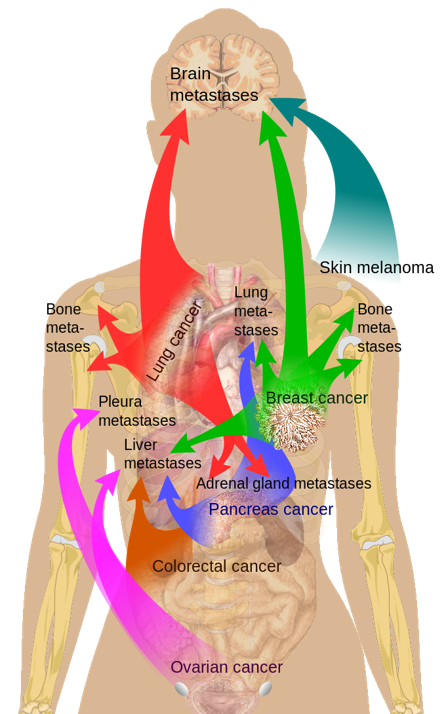 Brain
metastases
Skin melanoma
Lung
meta-
stases
Bone
meta-
stases
Bone
meta-
stases
Lung cancer
Breast cancer
Pleura
metastases
Liver
metastases
Adrenal gland metastases
Pancreas cancer
Colorectal cancer
Ovarian cancer